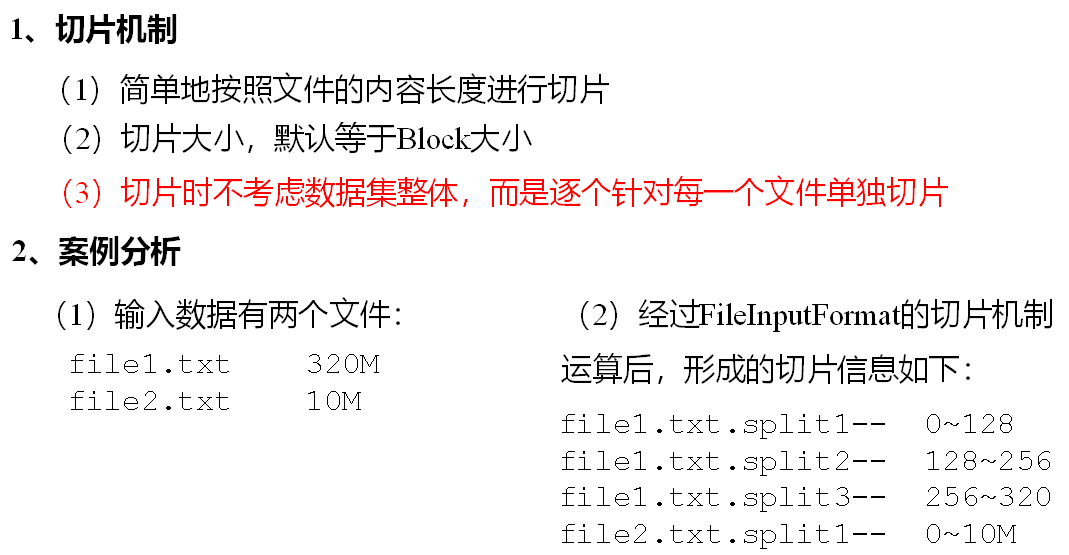 1、切片机制
（1）简单地按照文件的内容长度进行切片
（2）切片大小，默认等于Block大小
（3）切片时不考虑数据集整体，而是逐个针对每一个文件单独切片
2、案例分析
（1）输入数据有两个文件：
file1.txt 320M
file2.txt 10M
（2）经过FileInputFormat的切片机制
运算后，形成的切片信息如下：
file1.txt.split1-- 0~128
file1.txt.split2-- 128~256
file1.txt.split3-- 256~320
file2.txt.split1-- 0~10M